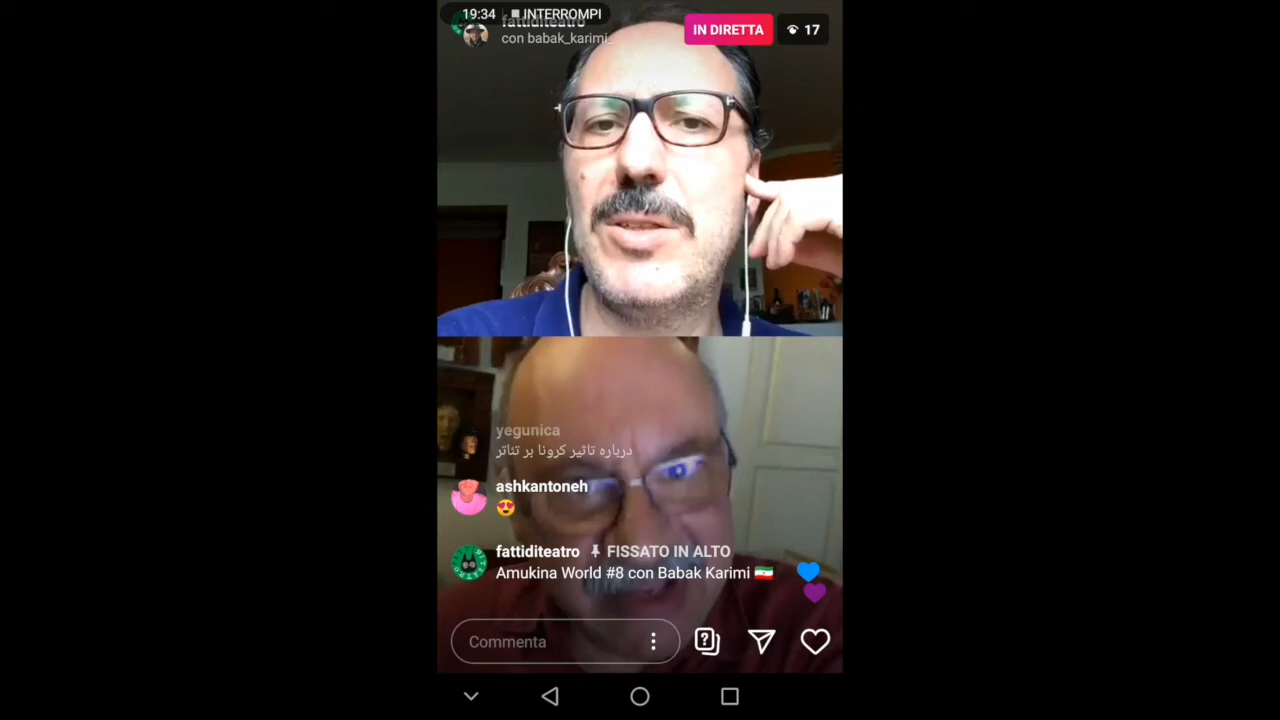 19:34 INTERROMPI
fattiditeatro
con babak_karimi_
IN DIRETTA
17
yegunica
درباره تاثیر کرونا بر تئاتر
ashkantoneh
😍
fattiditeatro FISSATO IN ALTO
Amukina World #8 con Babak Karimi 🇮🇷
Commenta